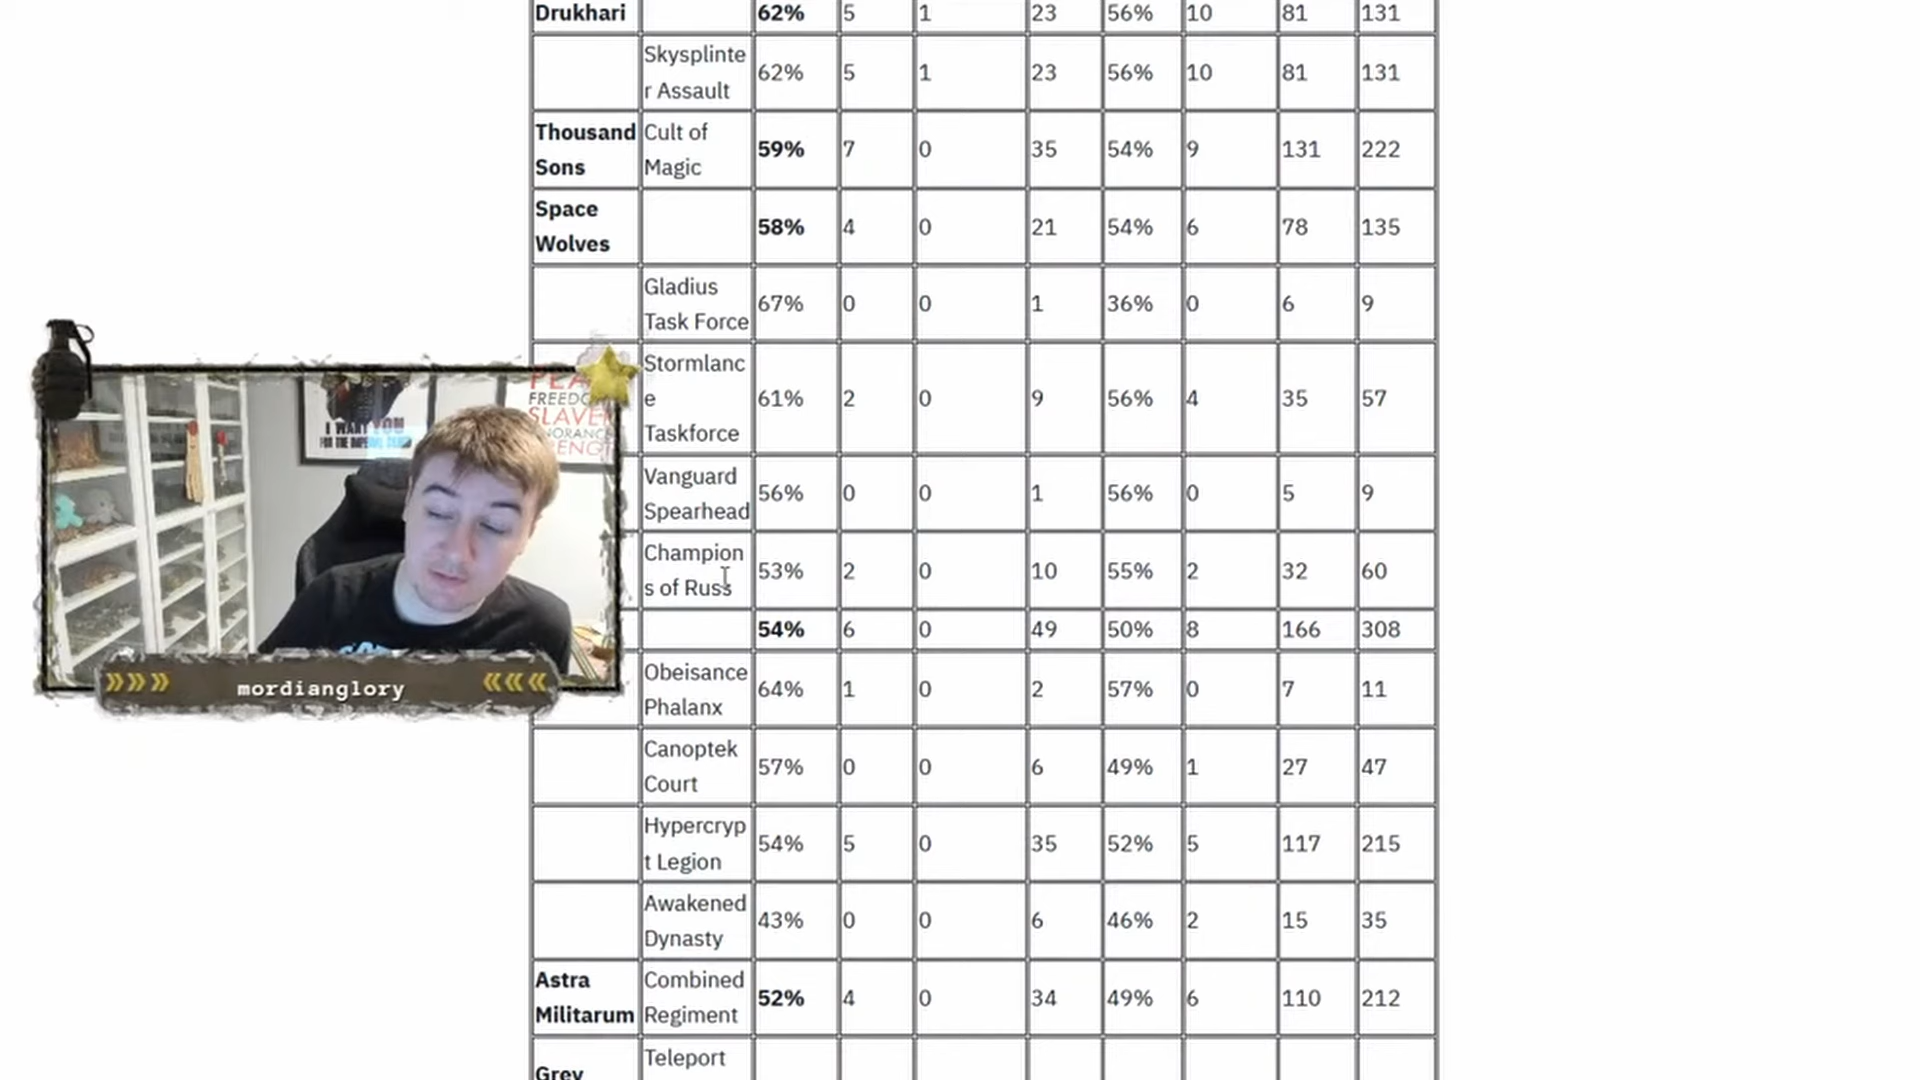 Drukhari 62% 5 1 23 56% 10 81 131
Skysplinte
r Assault 62% 5 1 23 56% 10 81 131
Thousand
Sons Cult of
Magic 59% 7 0 35 54% 9 131 222
Space
Wolves 58% 4 0 21 54% 6 78 135
Gladius
Task Force 67% 0 0 1 36% 0 6 9
Stormlanc
e
Taskforce 61% 2 0 9 56% 4 35 57
Vanguard
Spearhead 56% 0 0 1 56% 0 5 9
Champion
s of Russ 53% 2 0 10 55% 2 32 60
54% 6 0 49 50% 8 166 308
Obeisance
Phalanx 64% 1 0 2 57% 0 7 11
Canoptek
Court 57% 0 0 6 49% 1 27 47
Hypercryp
t Legion 54% 5 0 35 52% 5 117 215
Awakened
Dynasty 43% 0 0 6 46% 2 15 35
Astra
Militarum Combined
Regiment 52% 4 0 34 49% 6 110 212
Grey Teleport
I WANT YOU
FREEDO
SLAVE
mordianglory